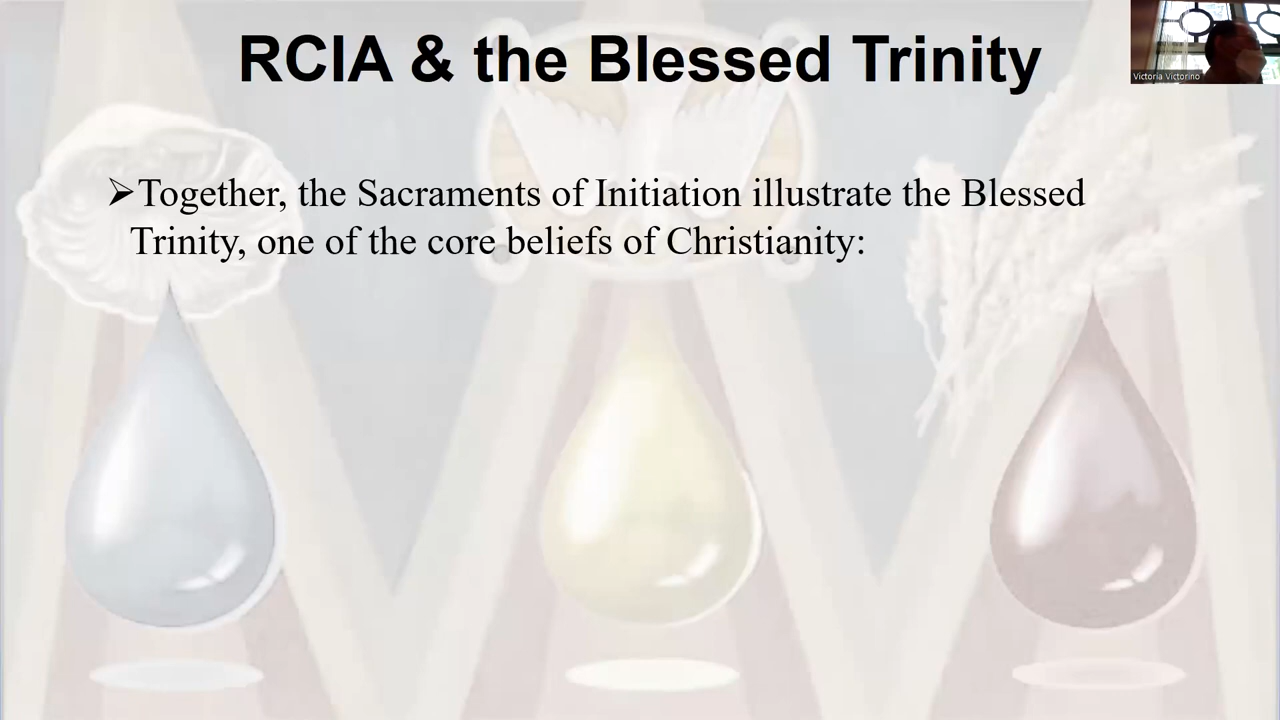 RCIA & the Blessed Trinity
Victoria Victorino
➢Together, the Sacraments of Initiation illustrate the Blessed
Trinity, one of the core beliefs of Christianity: